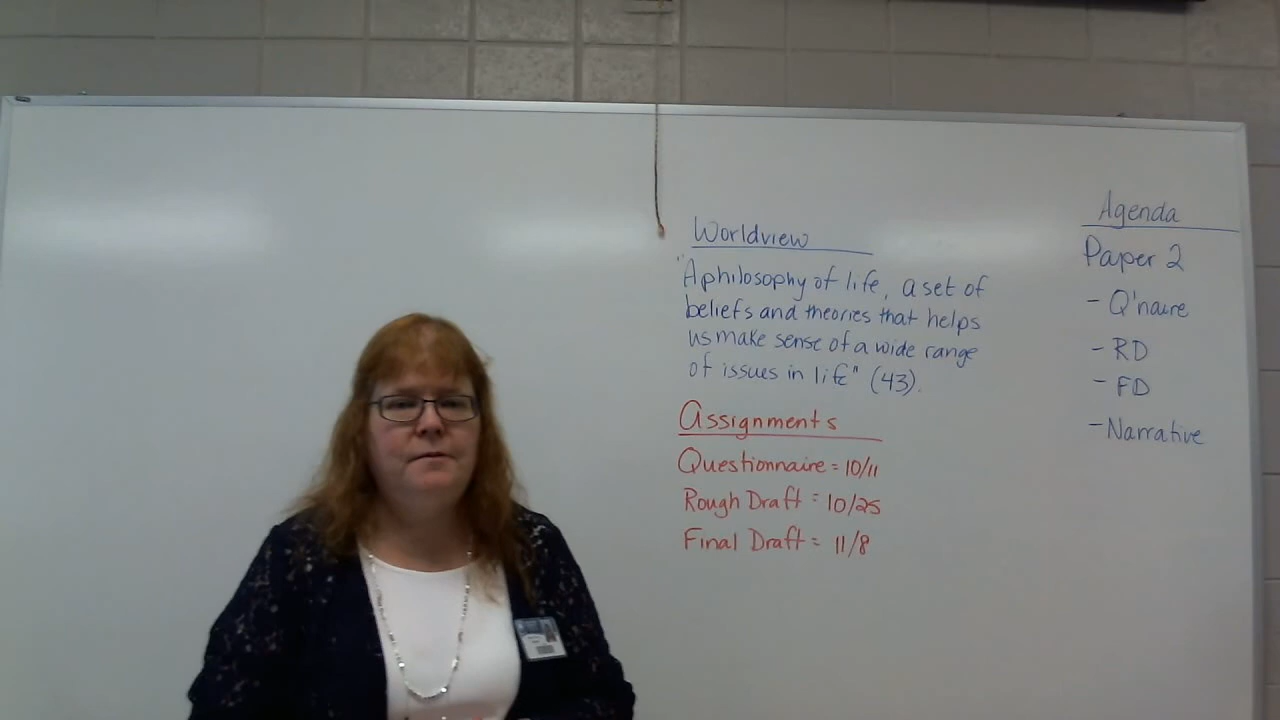 Worldview
"A philosophy of life, a set of
beliefs and theories that helps
us make sense of a wide range
of issues in life" (43).
Assignments
Questionnaire = 10/11
Rough Draft = 10/25
Final Draft = 11/8
Agenda
Paper 2
- Q'naire
- RD
- FD
- Narrative